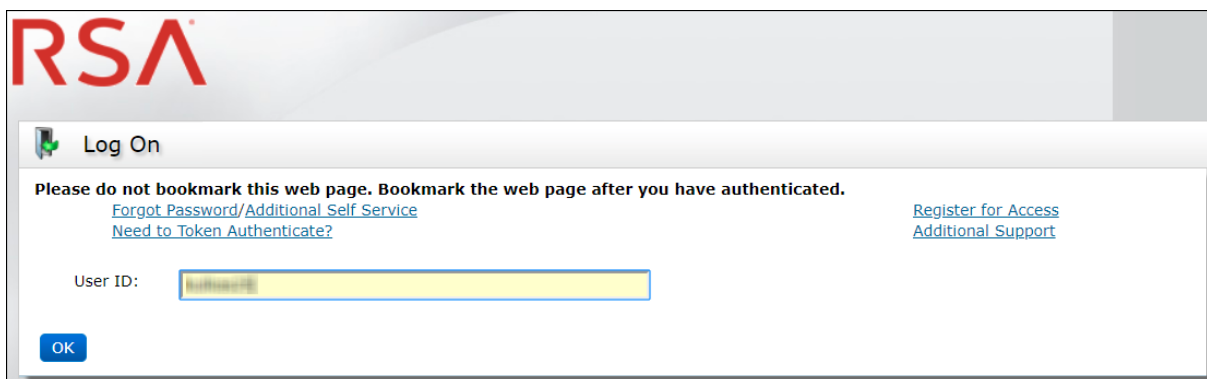 RSA
Log On
Please do not bookmark this web page. Bookmark the web page after you have authenticated.
Forgot Password/Additional Self Service
Register for Access
Need to Token Authenticate?
Additional Support
User ID:
OK